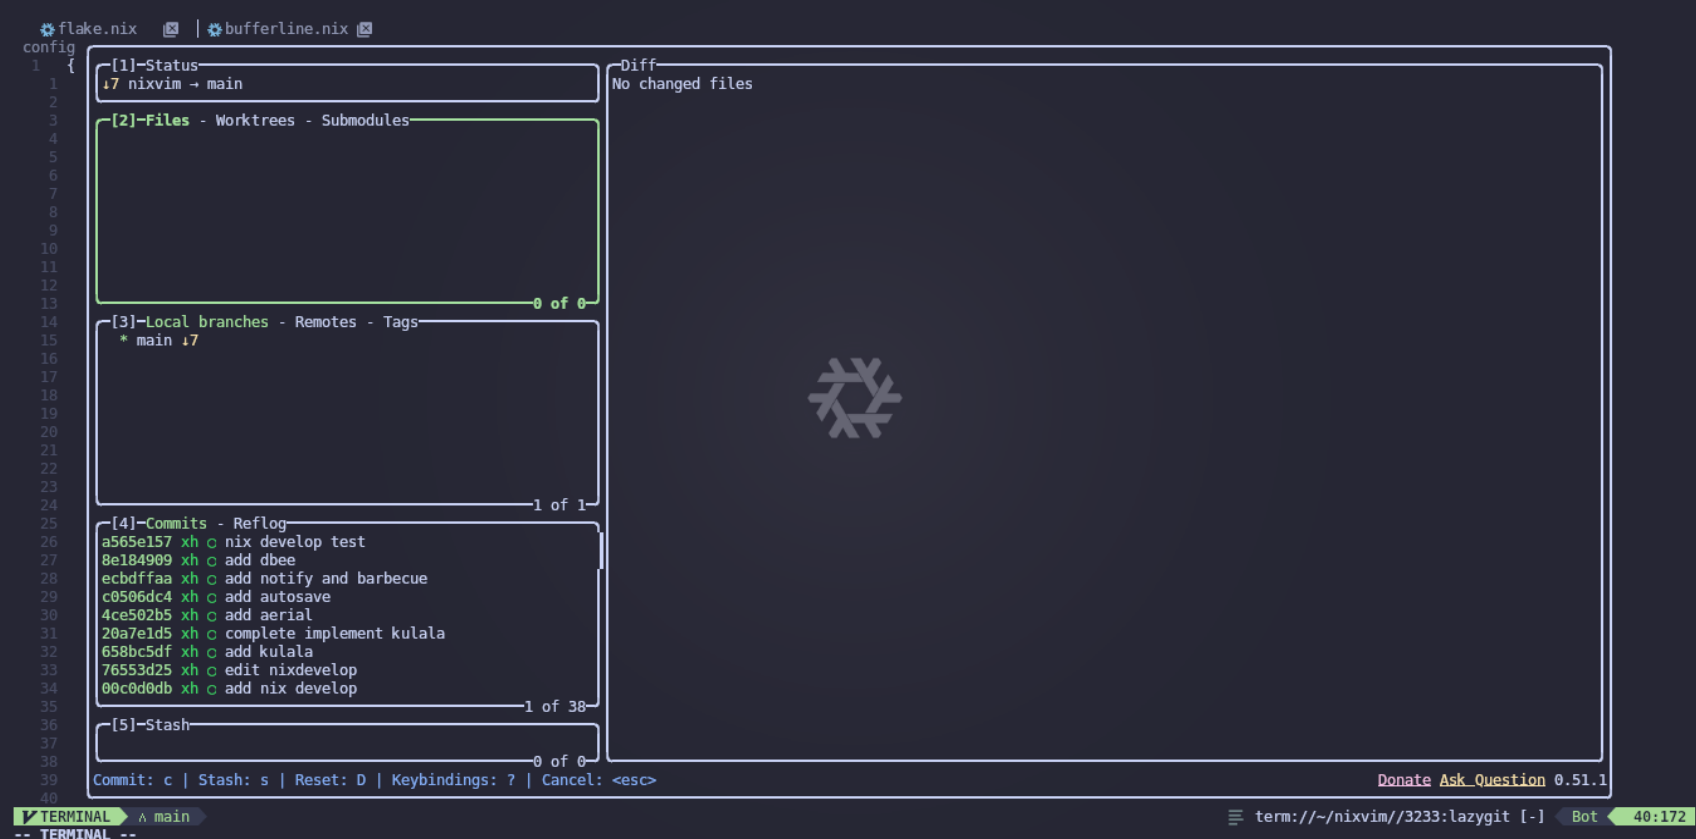 flake.nix bufferline.nix
config
1 {
[1]-Status
1 ↓7 nixvim → main
2
3 [2]-Files - Worktrees - Submodules
4
5
6
7
8
9
10
11
12
13 0 of 0
14 [3]-Local branches - Remotes - Tags
15 * main ↓7
16
17
18
19
20
21
22
23
24 1 of 1
25 [4]-Commits - Reflog
26 a565e157 xh ○ nix develop test
27 8e184909 xh ○ add dbee
28 ecbdffaa xh ○ add notify and barbecue
29 c0506dc4 xh ○ add autosave
30 4ce502b5 xh ○ add aerial
31 20a7e1d5 xh ○ complete implement kulala
32 658bc5df xh ○ add kulala
33 76553d25 xh ○ edit nixdevelop
34 00c0d0db xh ○ add nix develop
35 1 of 38
36 [5]-Stash
37
38 0 of 0
Diff
No changed files
39 Commit: c | Stash: s | Reset: D | Keybindings: ? | Cancel: <esc> Donate Ask Question 0.51.1
40
TERMINAL main term://~/nixvim//3233:lazygit [-] Bot 40:172
-- TERMINAL --